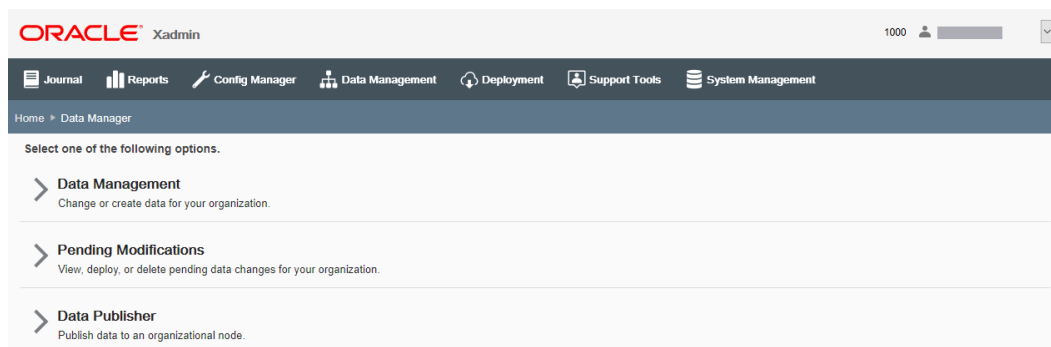 ORACLE® Xadmin 1000
Journal Reports Config Manager Data Management Deployment Support Tools System Management
Home Data Manager
Select one of the following options.
Data Management
Change or create data for your organization.
Pending Modifications
View, deploy, or delete pending data changes for your organization.
Data Publisher
Publish data to an organizational node.